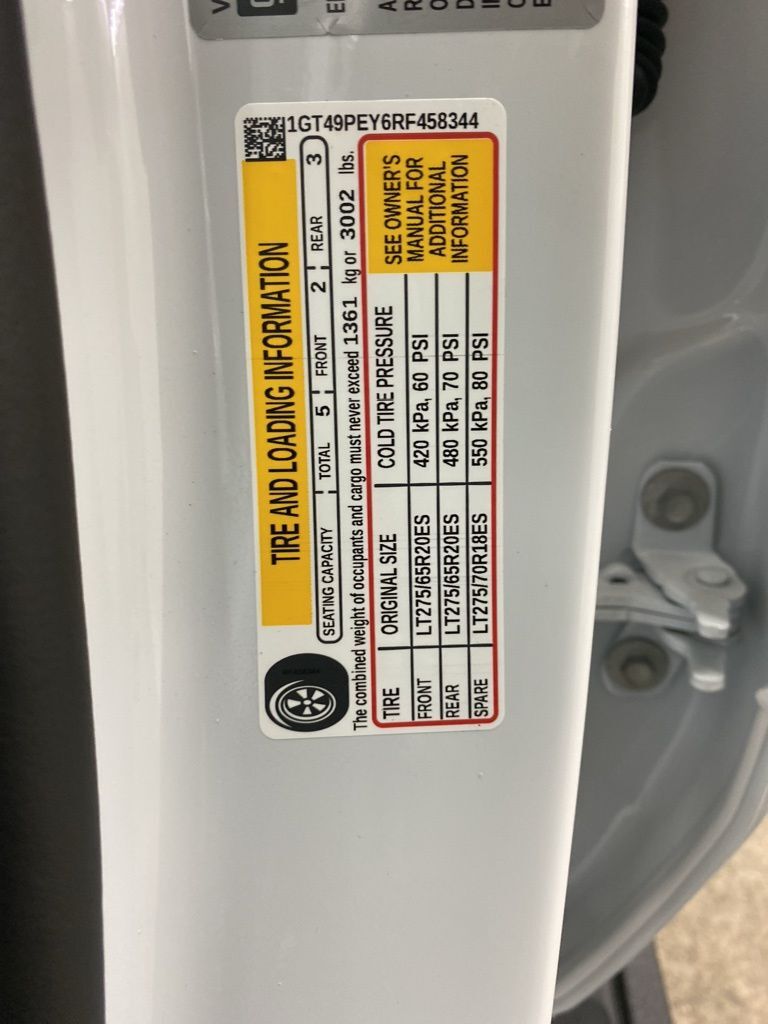 1GT49PEY6RF458344
TIRE AND LOADING INFORMATION
SEATING CAPACITY TOTAL 5 FRONT 2 REAR 3
The combined weight of occupants and cargo must never exceed 1361 kg or 3002 lbs.
TIRE ORIGINAL SIZE COLD TIRE PRESSURE
FRONT LT275/65R20ES 420 kPa, 60 PSI
REAR LT275/65R20ES 480 kPa, 70 PSI
SPARE LT275/70R18ES 550 kPa, 80 PSI
SEE OWNER'S
MANUAL FOR
ADDITIONAL
INFORMATION